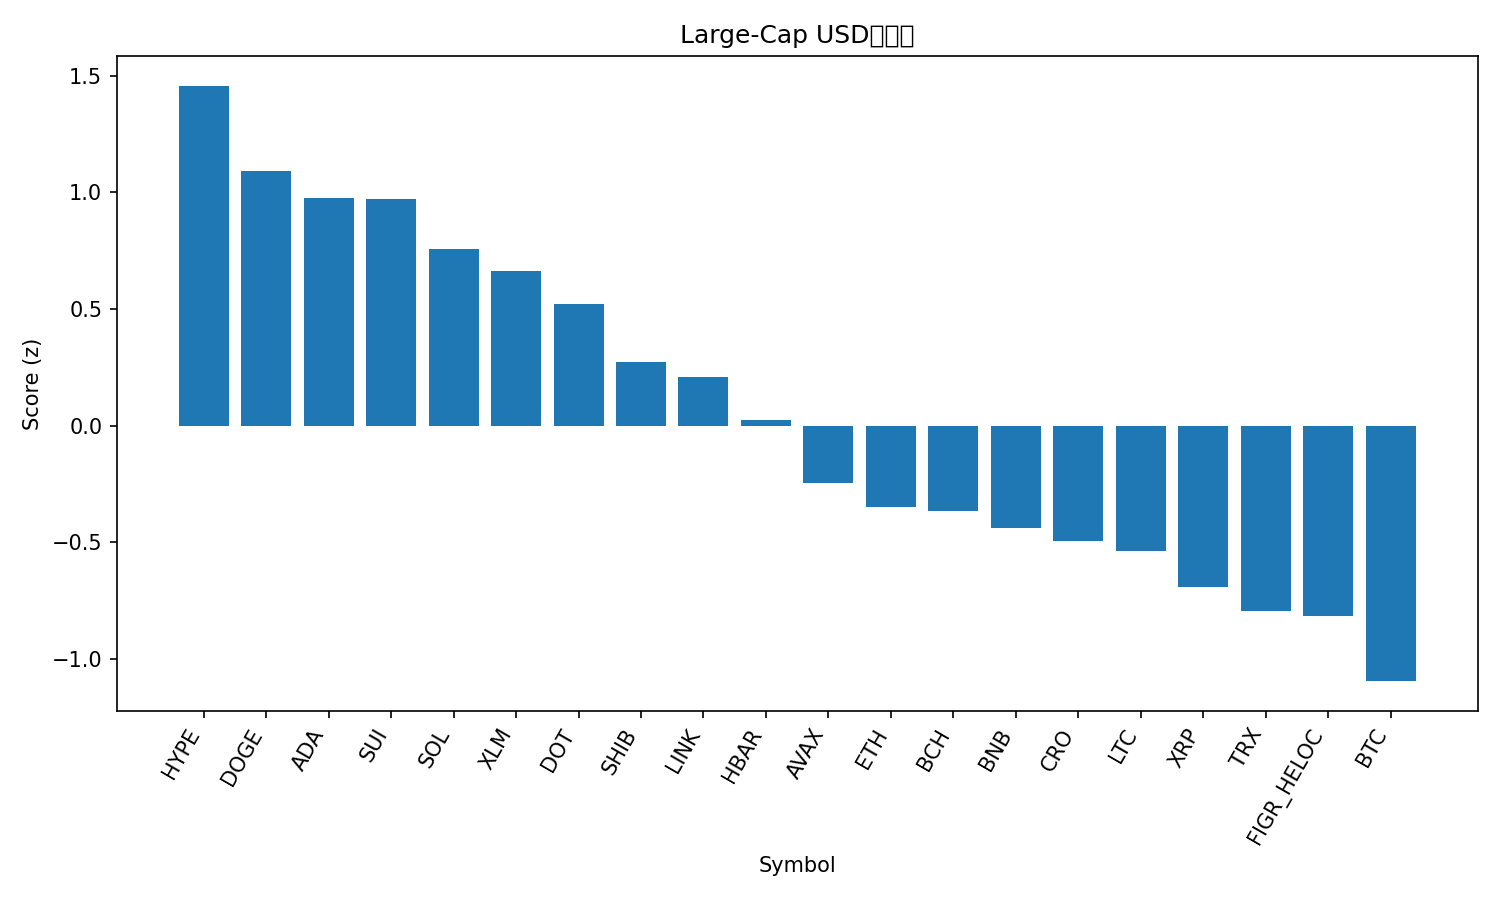 Large-Cap USD
Score (z)
1.5
1.0
0.5
0.0
−0.5
−1.0
HYPE
DOGE
ADA
SUI
SOL
XLM
DOT
SHIB
LINK
HBAR
AVAX
ETH
BCH
BNB
CRO
LTC
XRP
TRX
FIGR_HELOC
BTC
Symbol